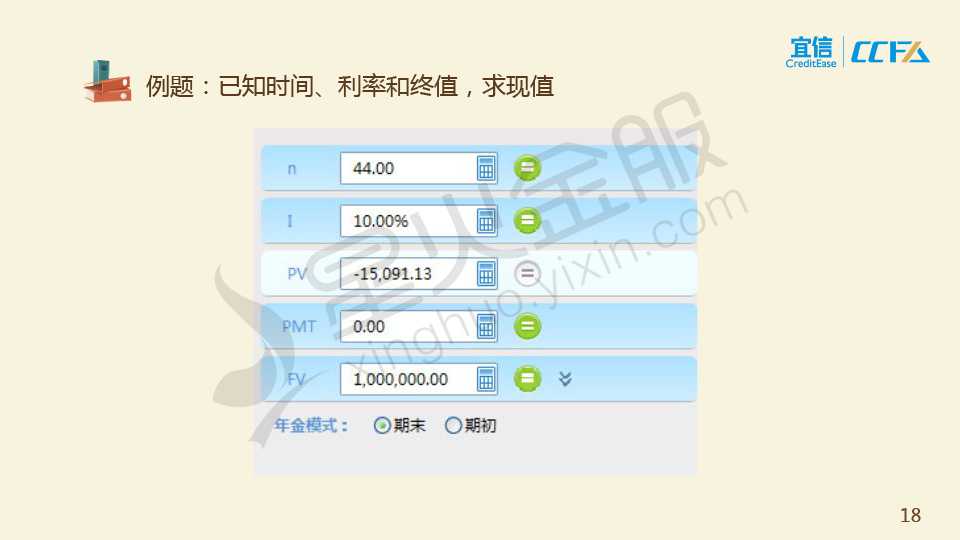 宜信
CreditEase
CCFA
例题：已知时间、利率和终值，求现值
n 44.00
I 10.00%
PV -15,091.13
PMT 0.00
FV 1,000,000.00
年金模式： 期末 期初
星火金服
xinghuo.yixin.com
18